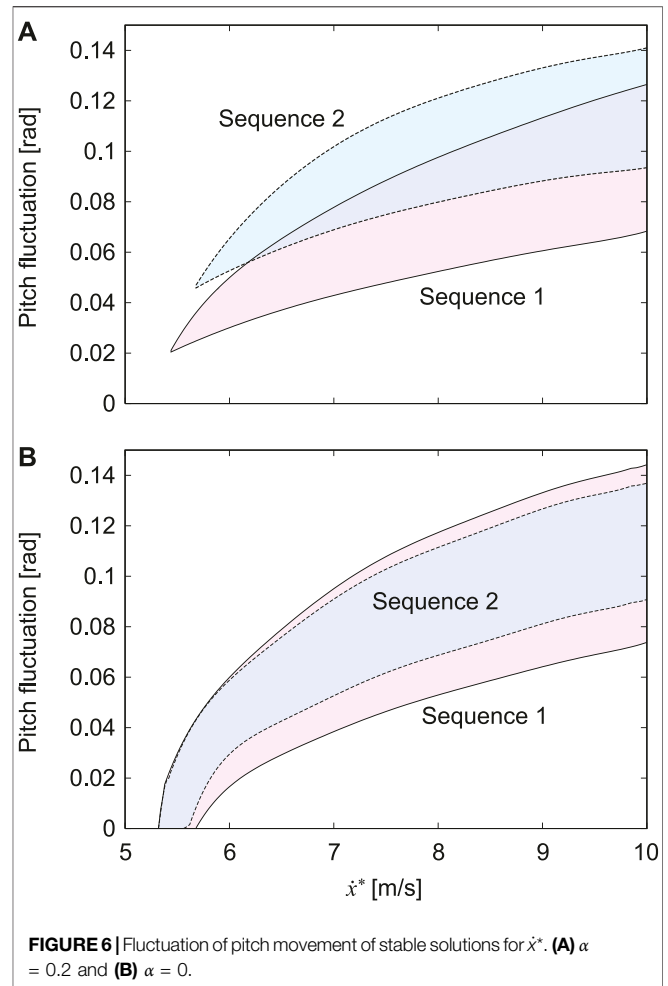 A
0.14
0.12
0.1
0.08
0.06
0.04
0.02
0
Pitch fluctuation [rad]
Sequence 2
Sequence 1
B
0.14
0.12
0.1
0.08
0.06
0.04
0.02
0
Pitch fluctuation [rad]
Sequence 2
Sequence 1
5 6 7 8 9 10
ẋ* [m/s]
FIGURE 6 | Fluctuation of pitch movement of stable solutions for ẋ*. (A) α
= 0.2 and (B) α = 0.